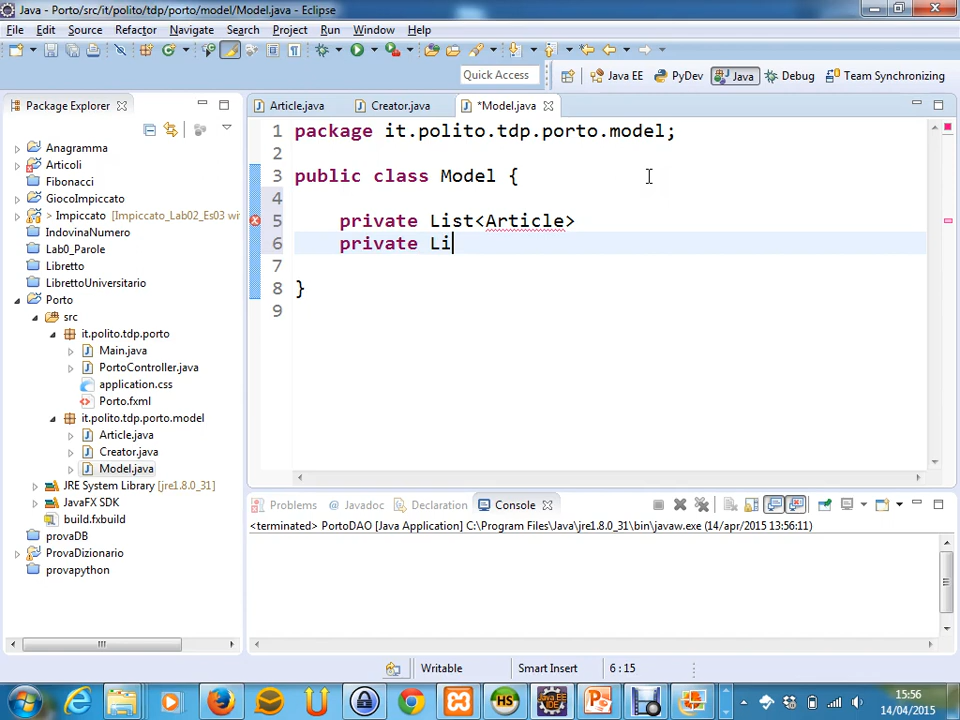 Java - Porto/src/it/polito/tdp/porto/model/Model.java - Eclipse
File Edit Source Refactor Navigate Search Project Run Window Help
Quick Access Java EE PyDev Java Debug Team Synchronizing
Package Explorer
Anagramma
Articoli
Fibonacci
GiocoImpiccato
> Impiccato [Impiccato_Lab02_Es03 wi
IndovinaNumero
Lab0_Parole
Libretto
LibrettoUniversitario
Porto
src
it.polito.tdp.porto
Main.java
PortoController.java
application.css
Porto.fxml
it.polito.tdp.porto.model
Article.java
Creator.java
Model.java
JRE System Library [jre1.8.0_31]
JavaFX SDK
build.fxbuild
provaDB
ProvaDizionario
provapython
Article.java Creator.java *Model.java
1 package it.polito.tdp.porto.model;
2
3 public class Model {
4
5 private List<Article>
6 private Li
7
8 }
9
Problems Javadoc Declaration Console
<terminated> PortoDAO [Java Application] C:\Program Files\Java\jre1.8.0_31\bin\javaw.exe (14/apr/2015 13:56:11)
Writable Smart Insert 6 : 15
HS Java EE IDE 15:56
14/04/2015